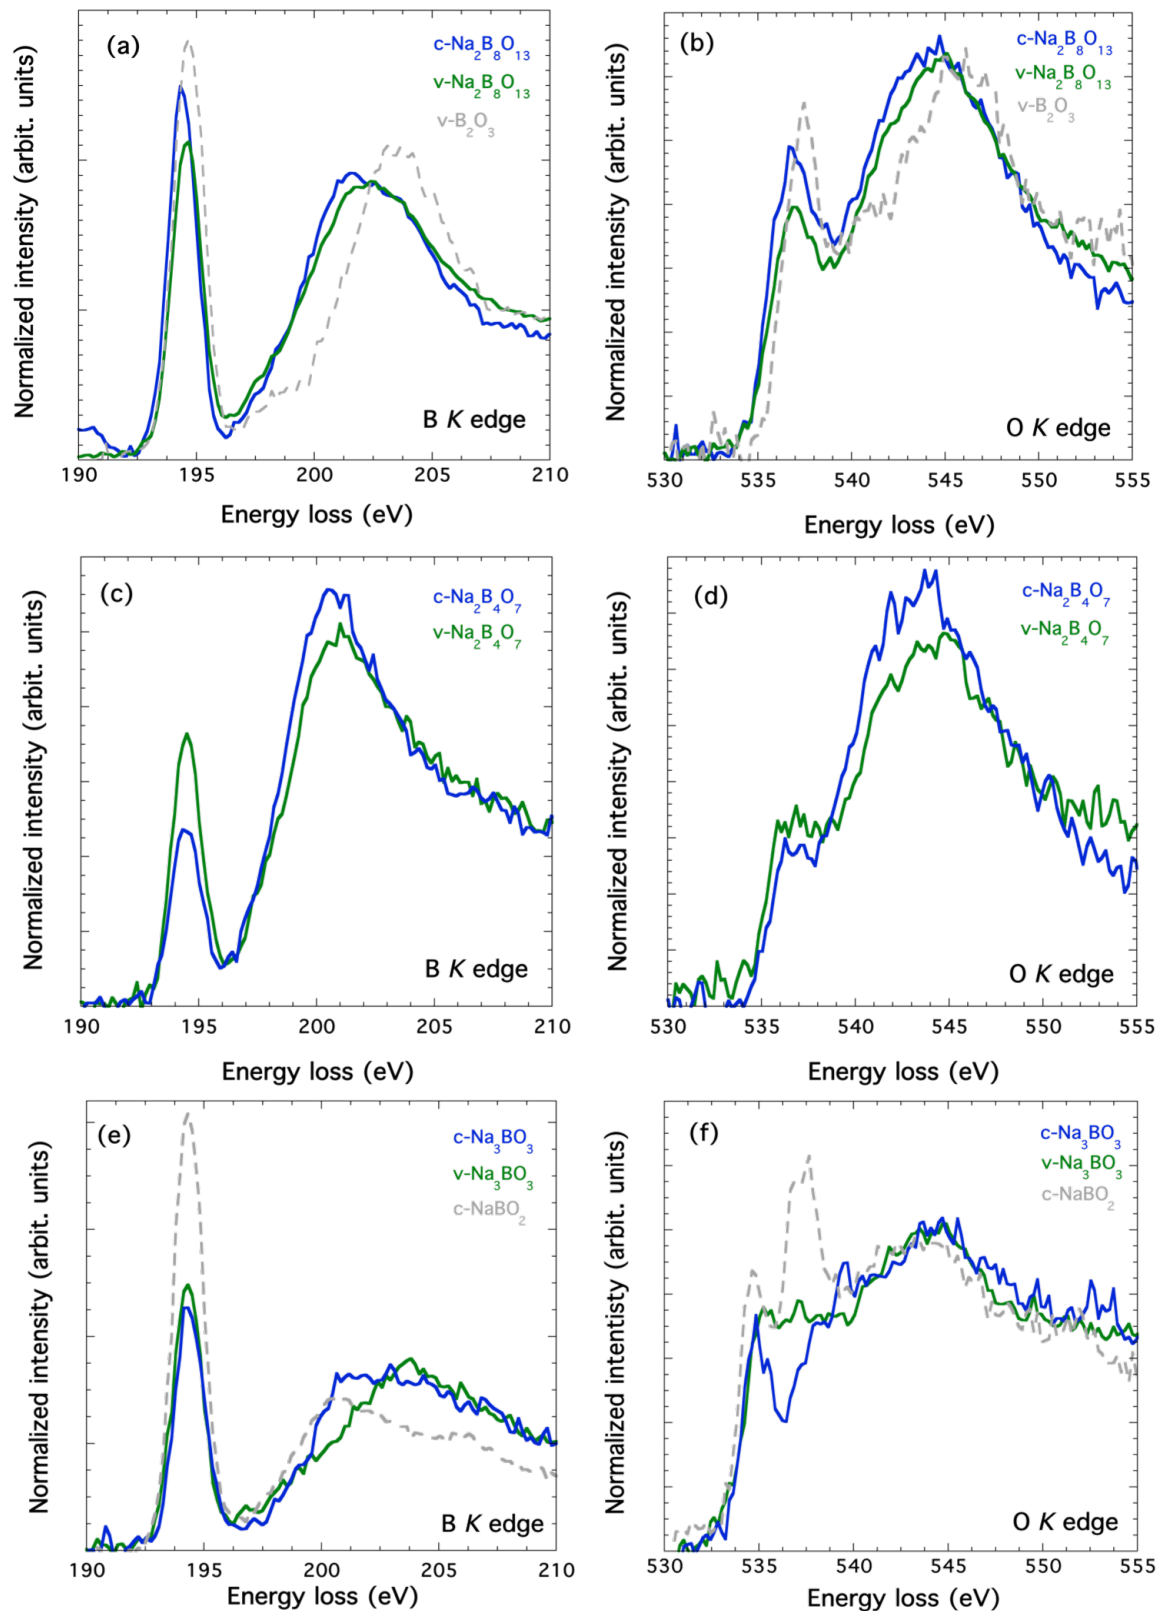 (a)
c-Na₂B₈O₁₃
v-Na₂B₈O₁₃
v-B₂O₃
Normalized intensity (arbit. units)
B K edge
190 195 200 205 210
Energy loss (eV)
(b)
c-Na₂B₈O₁₃
v-Na₂B₈O₁₃
v-B₂O₃
Normalized intensity (arbit. units)
O K edge
530 535 540 545 550 555
Energy loss (eV)
(c)
c-Na₂B₄O₇
v-Na₂B₄O₇
Normalized intensity (arbit. units)
B K edge
190 195 200 205 210
Energy loss (eV)
(d)
c-Na₂B₄O₇
v-Na₂B₄O₇
Normalized intensity (arbit. units)
O K edge
530 535 540 545 550 555
Energy loss (eV)
(e)
c-Na₃BO₃
v-Na₃BO₃
c-NaBO₂
Normalized intensity (arbit. units)
B K edge
190 195 200 205 210
Energy loss (eV)
(f)
c-Na₃BO₃
v-Na₃BO₃
c-NaBO₂
Normalized intentisty (arbit. units)
O K edge
530 535 540 545 550 555
Energy loss (eV)